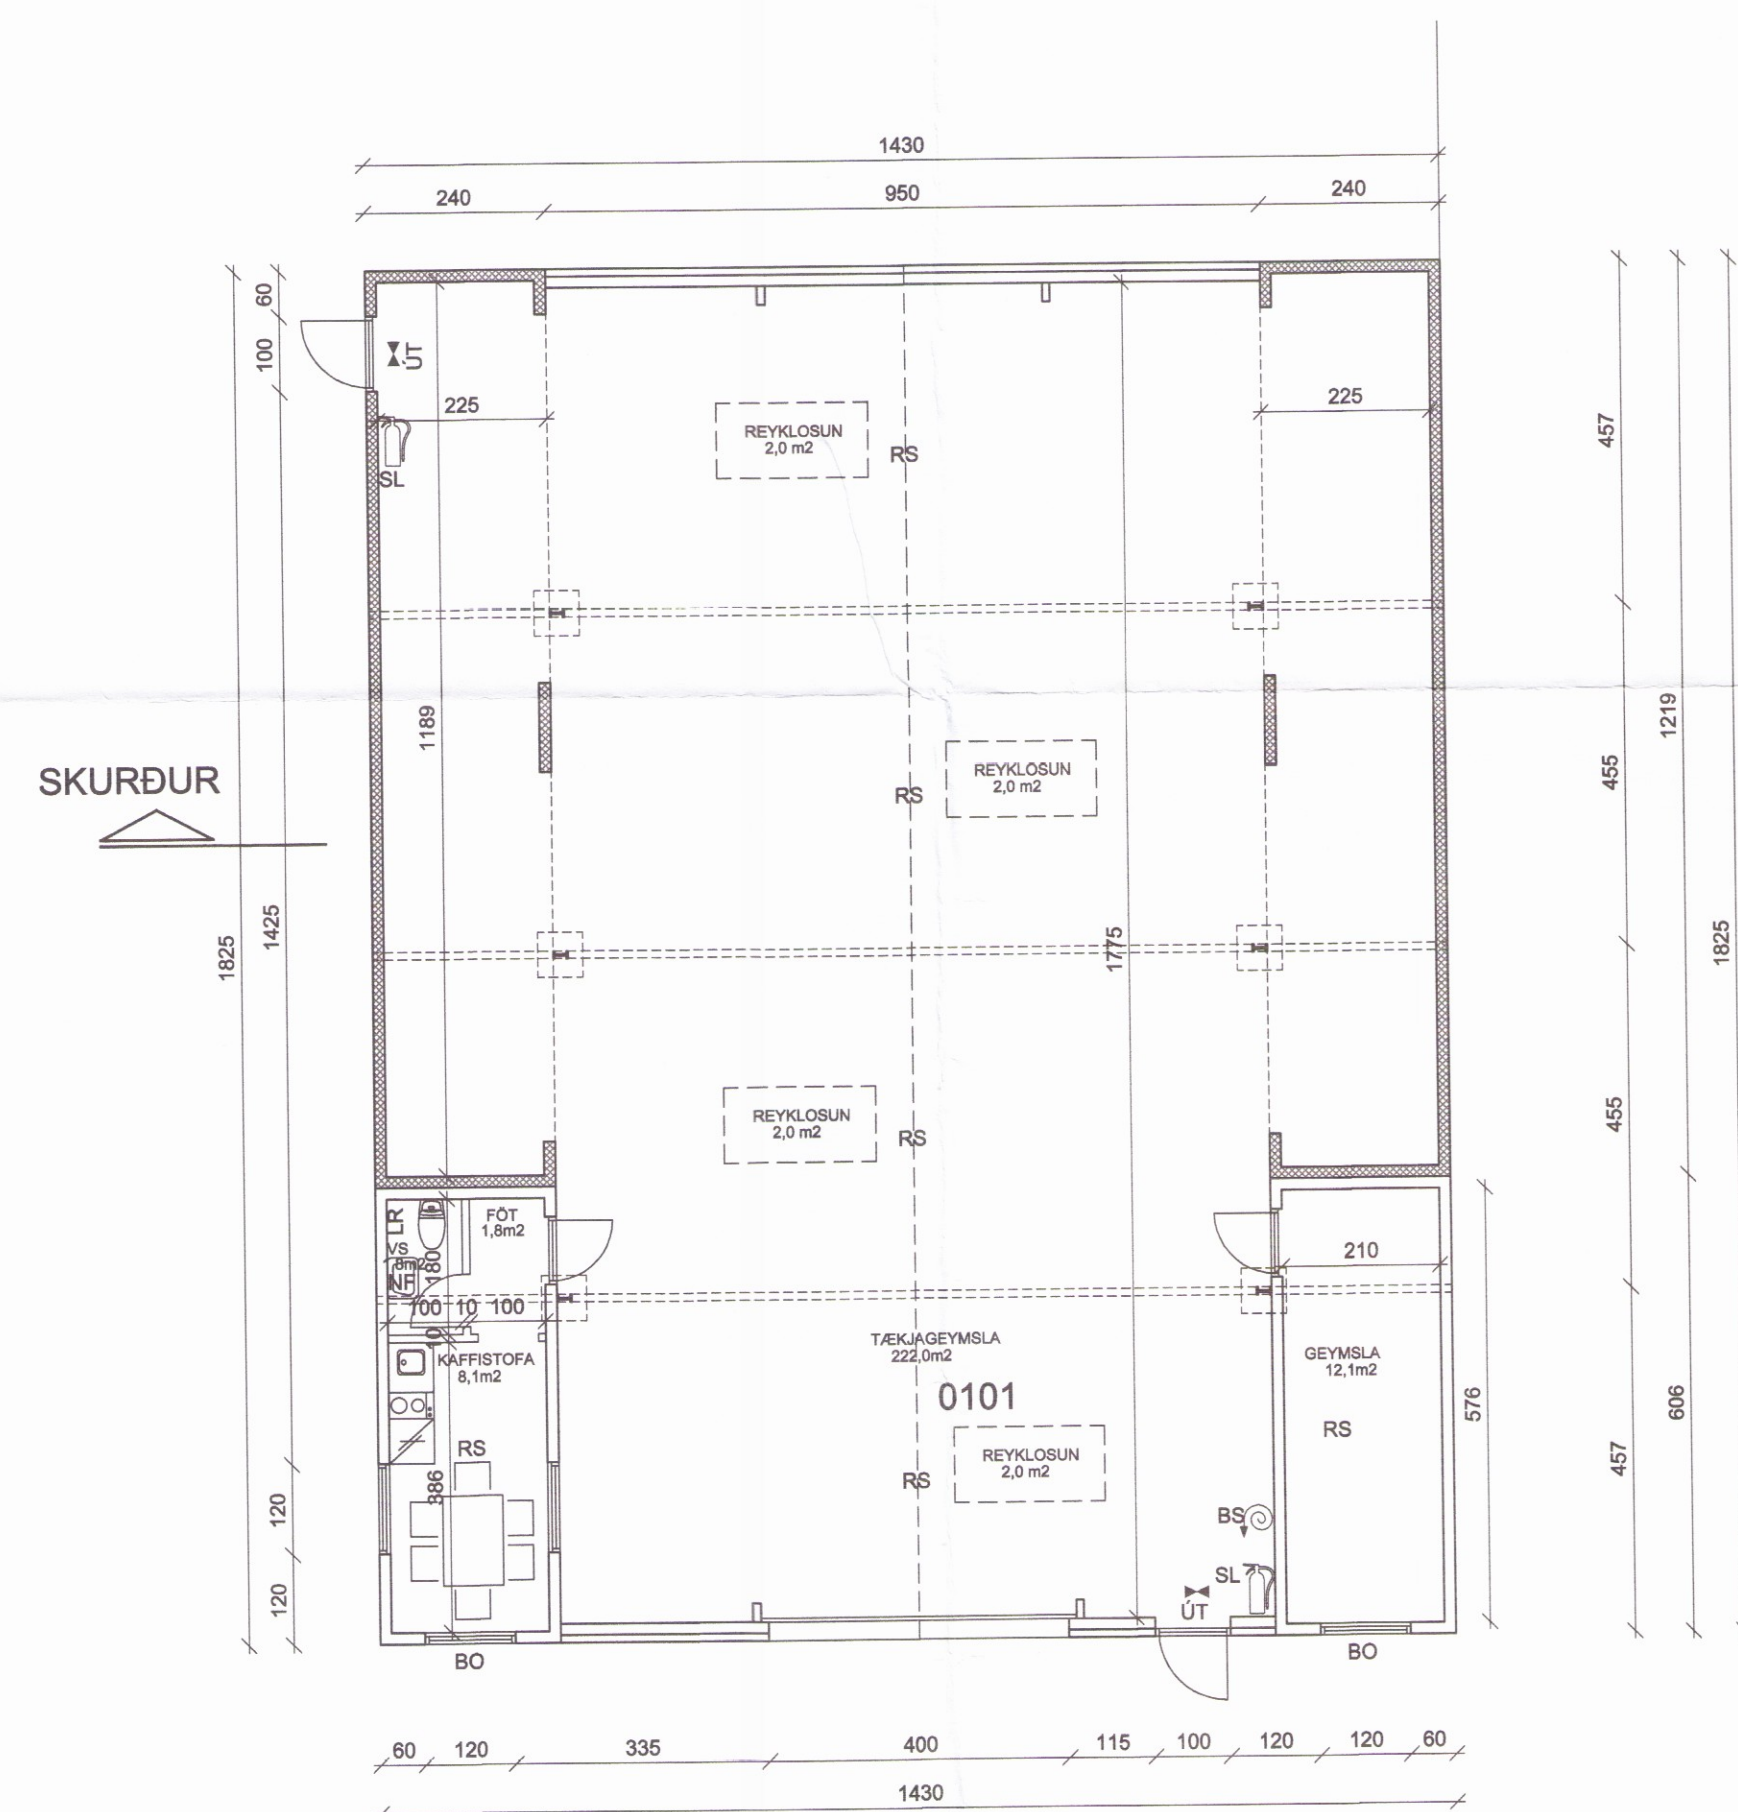 1430
240
950
240
60
100
ÚT
225
225
457
SL
REYKLOSUN
2,0 m2
RS
1189
1219
SKURÐUR
REYKLOSUN
2,0 m2
RS
455
1825
1425
1775
1825
REYKLOSUN
2,0 m2
RS
455
LR
FÖT
1,8m2
VS
180
NF
210
100
10
100
10
TÆKJAGEYMSLA
222,0m2
KAFFISTOFA
8,1m2
GEYMSLA
12,1m2
0101
576
606
RS
RS
REYKLOSUN
2,0 m2
RS
457
386
120
BS
SL
ÚT
120
BO
BO
60
120
335
400
115
100
120
120
60
1430